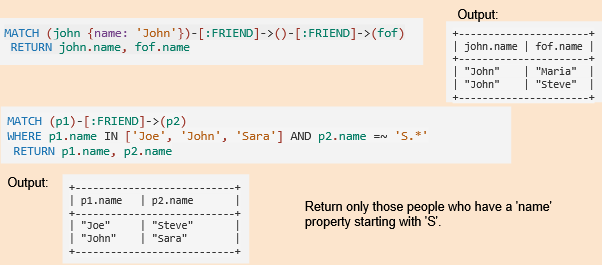 MATCH (john {name: 'John'})-[:FRIEND]->()-[:FRIEND]->(fof)
RETURN john.name, fof.name
Output:
+----------------------+
| john.name | fof.name |
+----------------------+
| "John"    | "Maria"  |
| "John"    | "Steve"  |
+----------------------+
MATCH (p1)-[:FRIEND]->(p2)
WHERE p1.name IN ['Joe', 'John', 'Sara'] AND p2.name =~ 'S.*'
RETURN p1.name, p2.name
Output:
+---------------------------+
| p1.name   | p2.name       |
+---------------------------+
| "Joe"     | "Steve"       |
| "John"    | "Sara"        |
+---------------------------+
Return only those people who have a 'name'
property starting with 'S'.